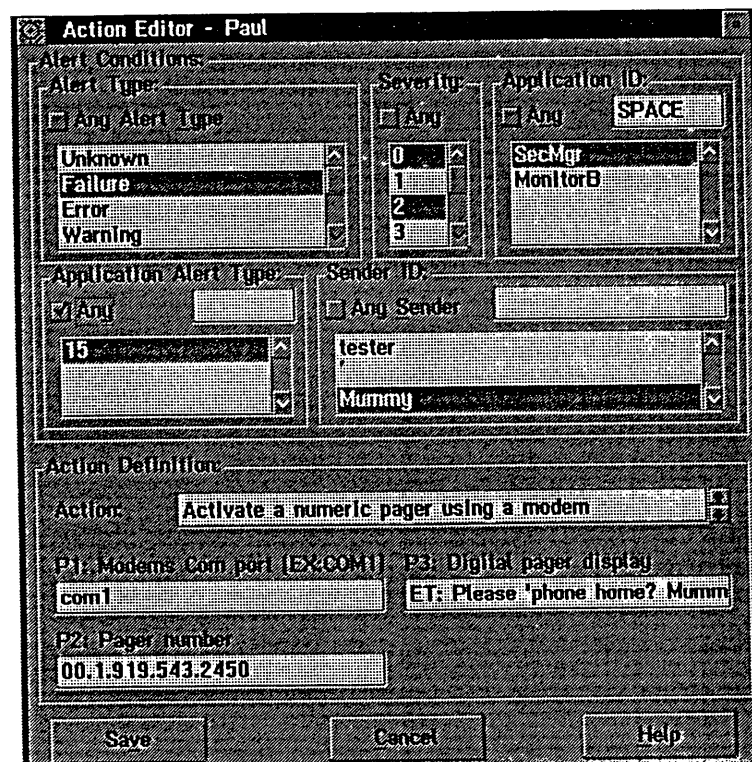 Action Editor - Paul
Alert Conditions:
Alert Type:
Any Alert Type
Unknown
Failure
Error
Warning
Severity:
Any
0
1
2
3
Application ID:
Any
SPACE
SecMgr
MonitorB
Application Alert Type:
Any
15
Sender ID:
Any Sender
tester
'
Mummy
Action Definition:
Action:
Activate a numeric pager using a modem
P1: Modems Com port (EX:COM1)
com1
P3: Digital pager display
ET: Please 'phone home? Mumm
P2: Pager number
00.1.919.543.2450
Save
Cancel
Help